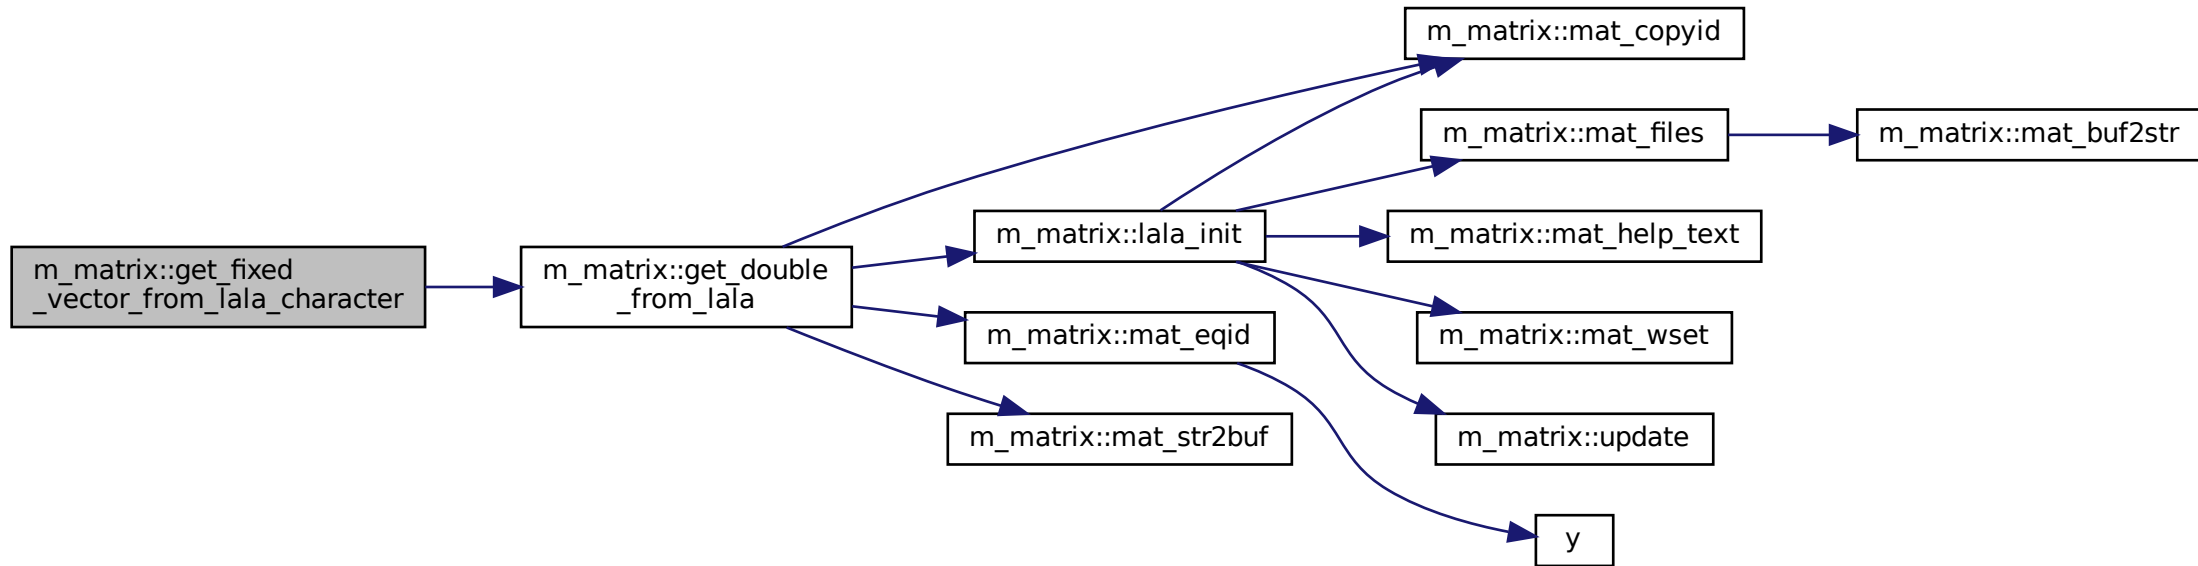 m_matrix::get_fixed
_vector_from_lala_character
m_matrix::get_double
_from_lala
m_matrix::mat_copyid
m_matrix::lala_init
m_matrix::mat_files
m_matrix::mat_buf2str
m_matrix::mat_help_text
m_matrix::mat_wset
m_matrix::update
m_matrix::mat_eqid
y
m_matrix::mat_str2buf